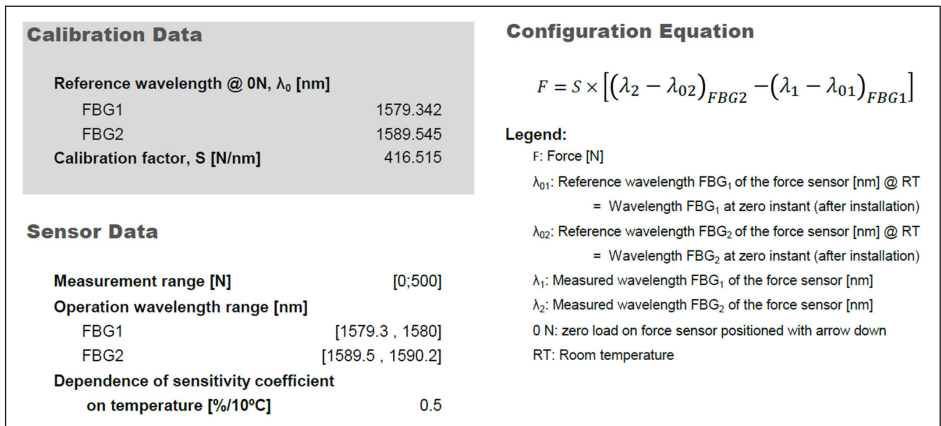 Calibration Data
Reference wavelength @ 0N, λ₀ [nm]
FBG1 1579.342
FBG2 1589.545
Calibration factor, S [N/nm] 416.515
Sensor Data
Measurement range [N] [0;500]
Operation wavelength range [nm]
FBG1 [1579.3 , 1580]
FBG2 [1589.5 , 1590.2]
Dependence of sensitivity coefficient
on temperature [%/10ºC] 0.5
Configuration Equation
F = S × [(λ₂ − λ₀₂)_FBG2 −(λ₁ − λ₀₁)_FBG1]
Legend:
F: Force [N]
λ₀₁: Reference wavelength FBG₁ of the force sensor [nm] @ RT
= Wavelength FBG₁ at zero instant (after installation)
λ₀₂: Reference wavelength FBG₂ of the force sensor [nm] @ RT
= Wavelength FBG₂ at zero instant (after installation)
λ₁: Measured wavelength FBG₁ of the force sensor [nm]
λ₂: Measured wavelength FBG₂ of the force sensor [nm]
0 N: zero load on force sensor positioned with arrow down
RT: Room temperature